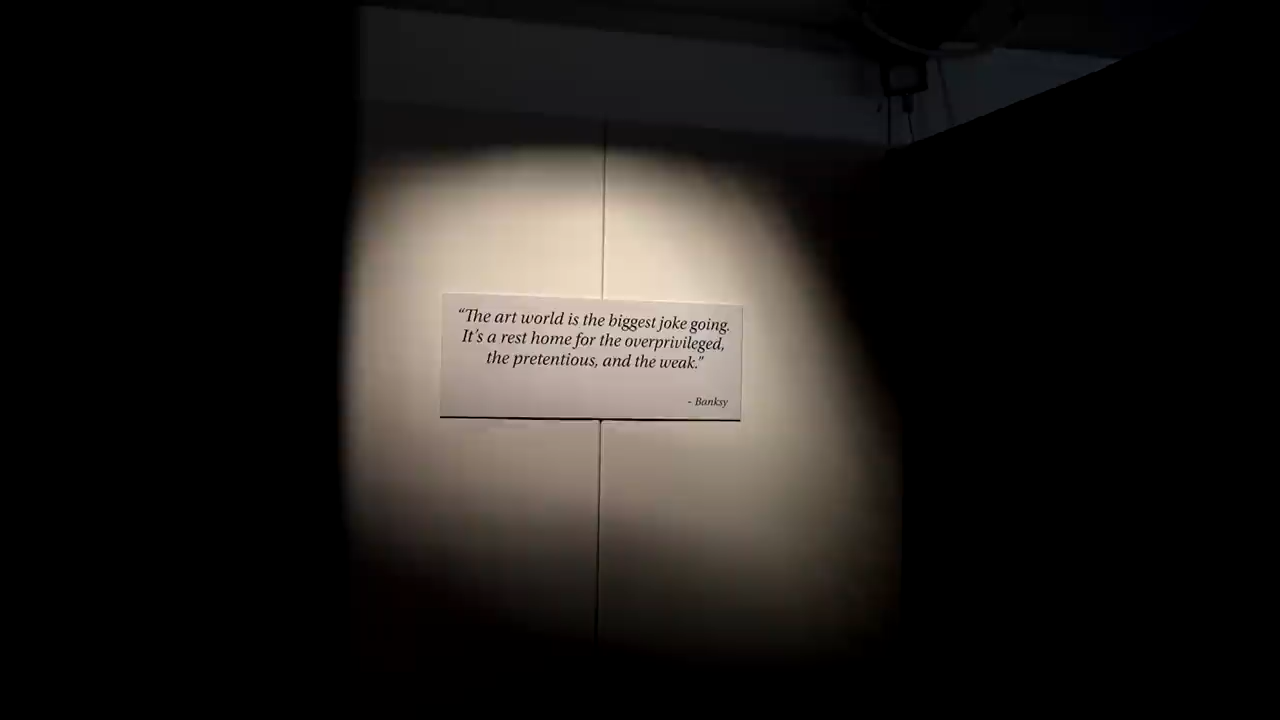 “The art world is the biggest joke going.
It’s a rest home for the overprivileged,
the pretentious, and the weak.”
- Banksy